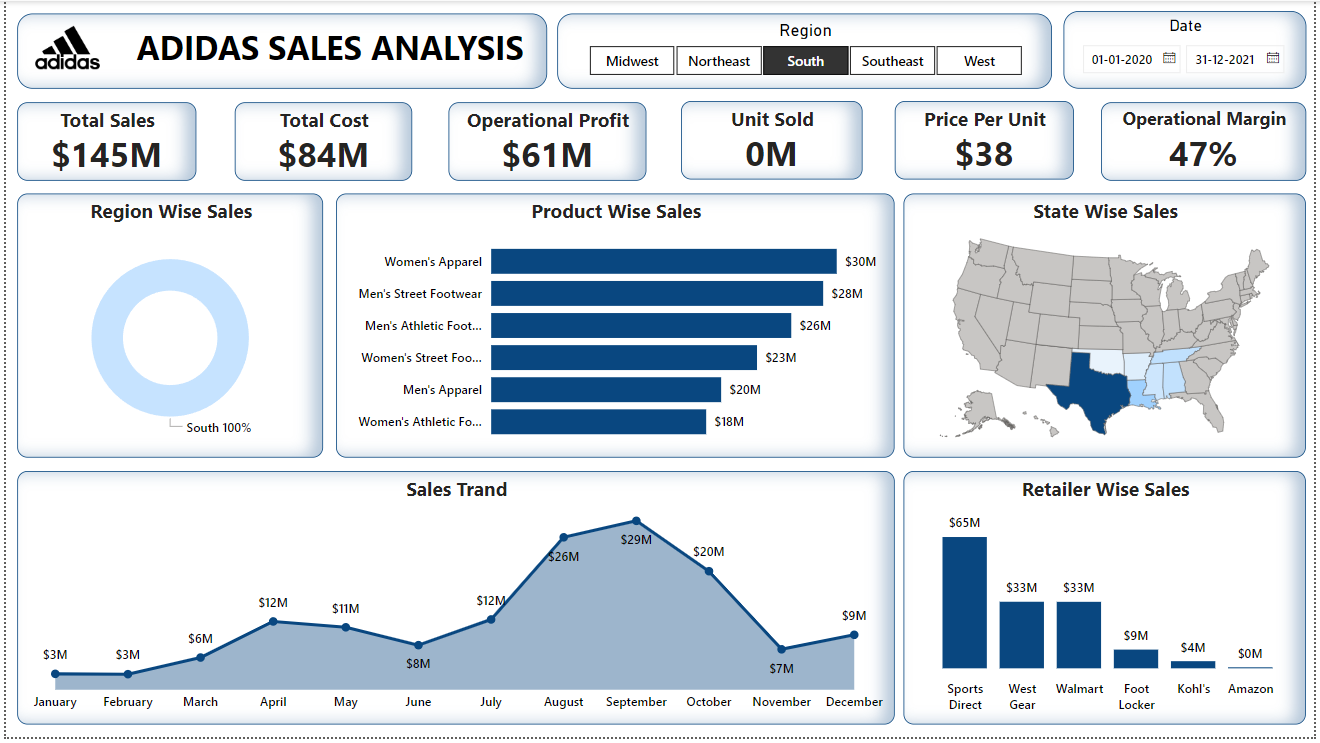 adidas
ADIDAS SALES ANALYSIS
Region
Midwest Northeast South Southeast West
Date
01-01-2020 31-12-2021
Total Sales
$145M
Total Cost
$84M
Operational Profit
$61M
Unit Sold
0M
Price Per Unit
$38
Operational Margin
47%
Region Wise Sales
South 100%
Product Wise Sales
Women's Apparel $30M
Men's Street Footwear $28M
Men's Athletic Foot... $26M
Women's Street Foo... $23M
Men's Apparel $20M
Women's Athletic Fo... $18M
State Wise Sales
Sales Trand
$3M $3M $6M $12M $11M $8M $12M $26M $29M $20M $7M $9M
January February March April May June July August September October November December
Retailer Wise Sales
$65M $33M $33M $9M $4M $0M
Sports Direct West Gear Walmart Foot Locker Kohl's Amazon